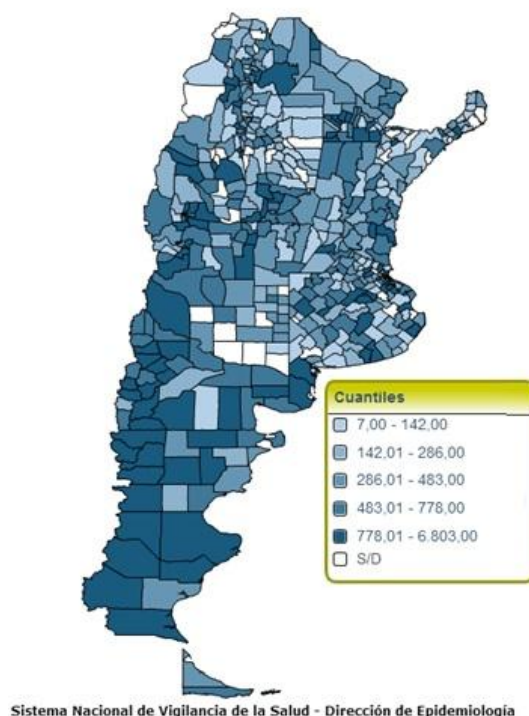 Cuantiles
7,00 - 142,00
142,01 - 286,00
286,01 - 483,00
483,01 - 778,00
778,01 - 6.803,00
S/D
Sistema Nacional de Vigilancia de la Salud - Dirección de Epidemiología